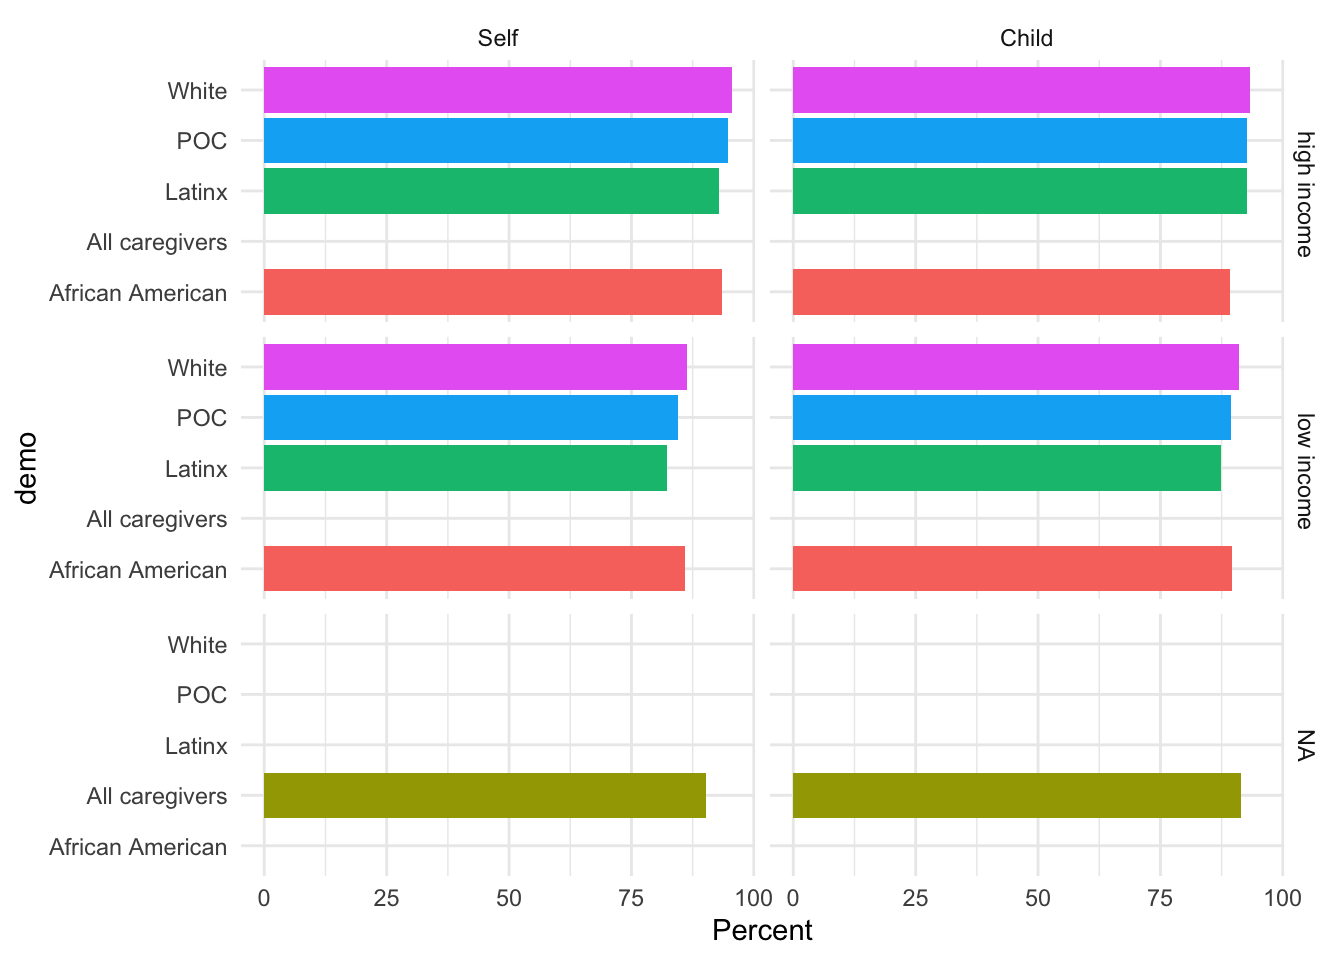 Self Child
White
POC
Latinx
All caregivers
African American
high income
White
POC
Latinx
All caregivers
African American
low income
White
POC
Latinx
All caregivers
African American
NA
demo
0 25 50 75 100 0 25 50 75 100
Percent